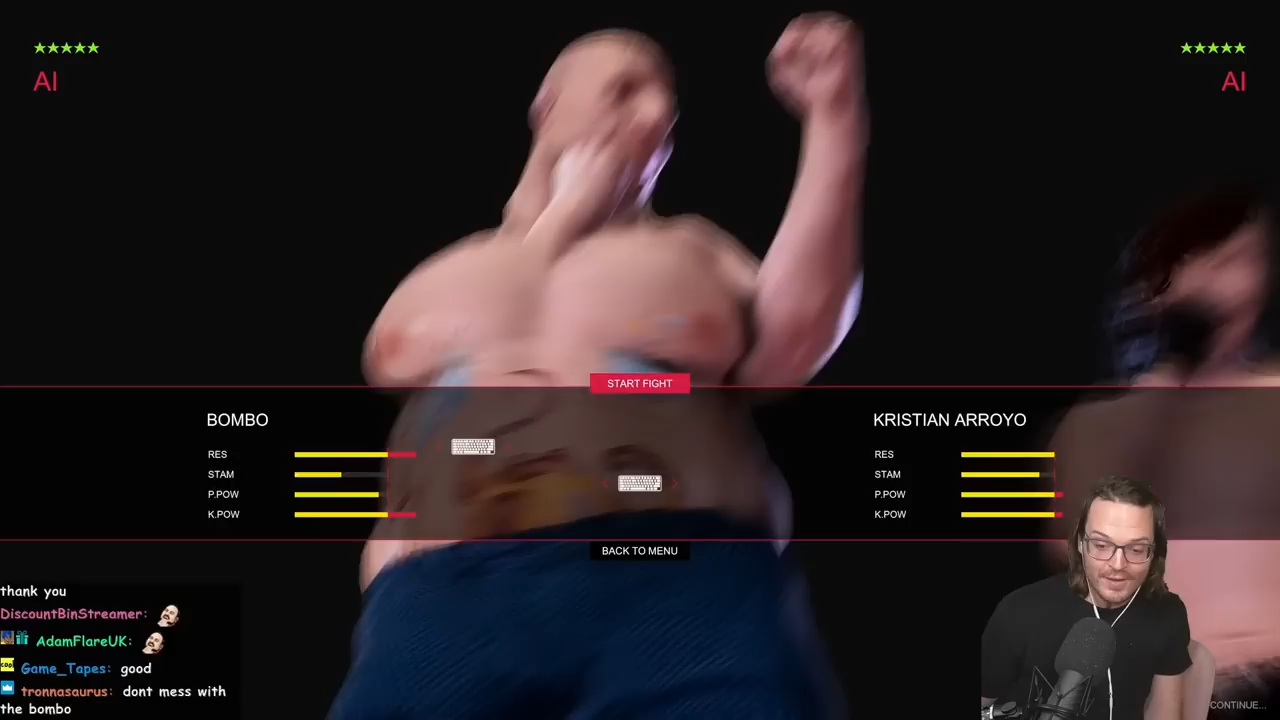 ★★★★★
AI
★★★★★
AI
START FIGHT
BOMBO
RES
STAM
P.POW
K.POW
KRISTIAN ARROYO
RES
STAM
P.POW
K.POW
BACK TO MENU
thank you
DiscountBinStreamer:
AdamFlareUK:
Game_Tapes: good
tronnasaurus: dont mess with
the bombo
CONTINUE...